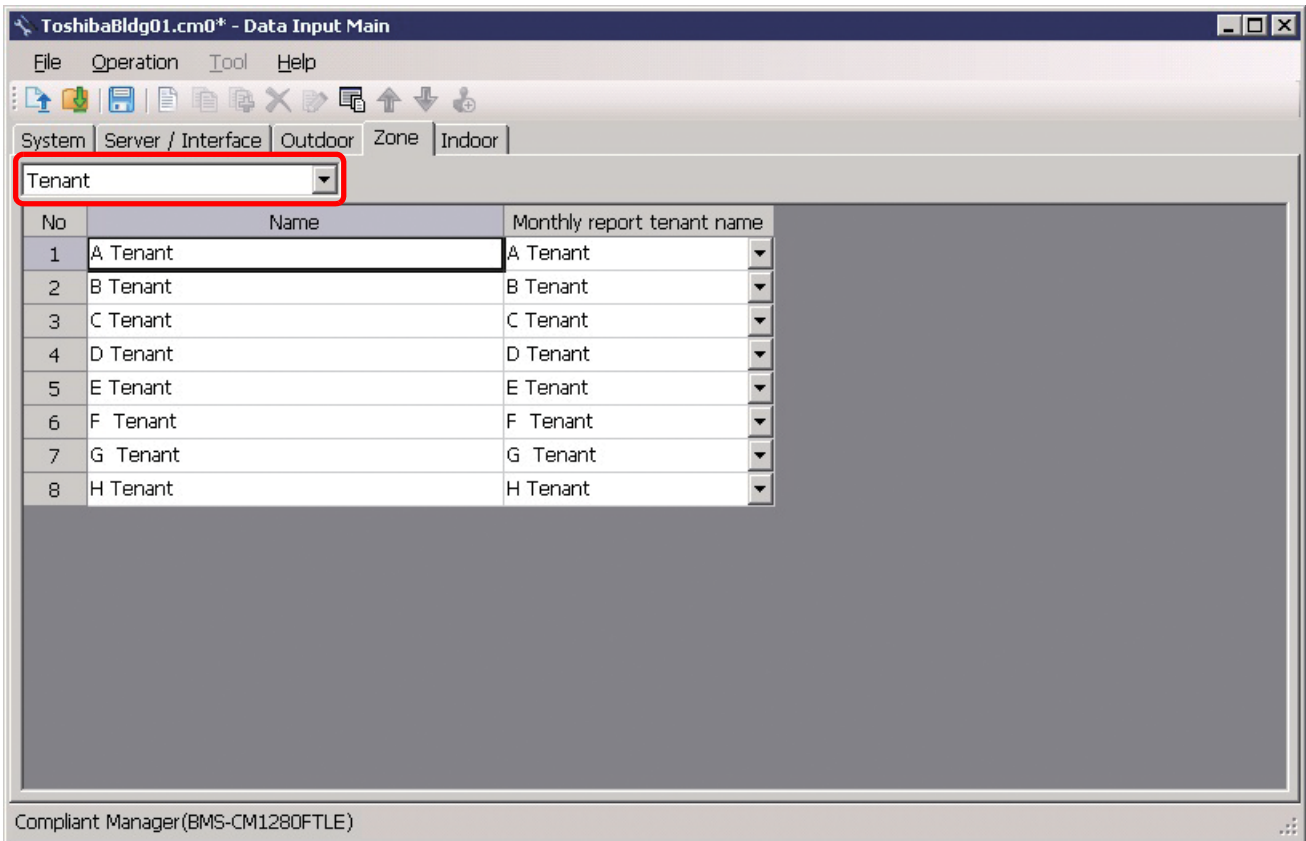 ToshibaBldg01.cm0* - Data Input Main
File Operation Tool Help
System Server / Interface Outdoor Zone Indoor
Tenant
No Name Monthly report tenant name
1 A Tenant A Tenant
2 B Tenant B Tenant
3 C Tenant C Tenant
4 D Tenant D Tenant
5 E Tenant E Tenant
6 F  Tenant F  Tenant
7 G  Tenant G  Tenant
8 H Tenant H Tenant
Compliant Manager(BMS-CM1280FTLE)